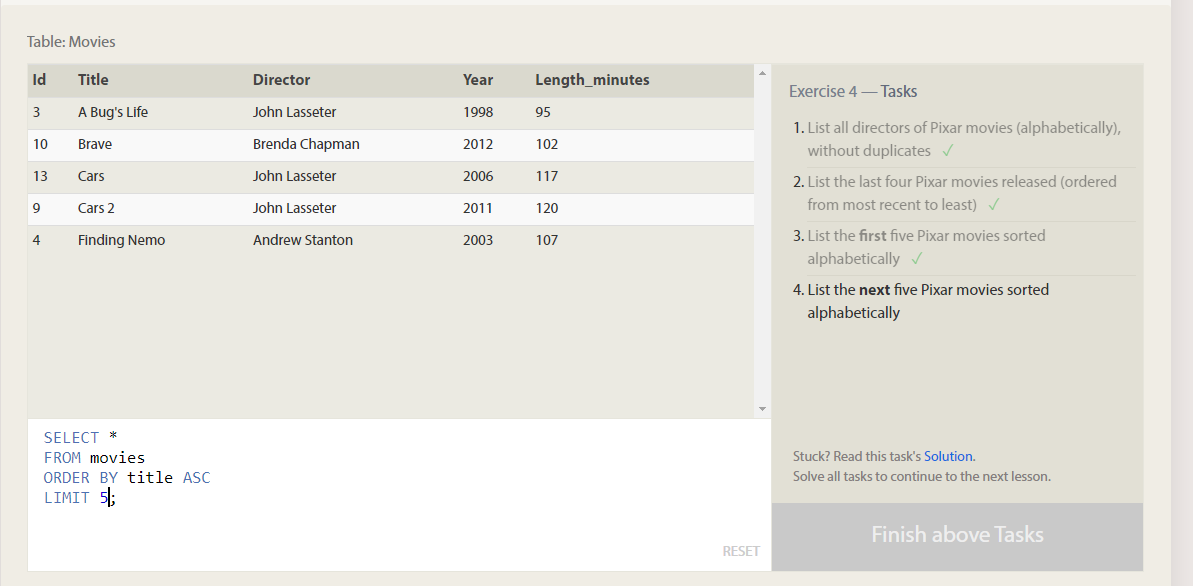 Table: Movies
Id Title Director Year Length_minutes
3 A Bug's Life John Lasseter 1998 95
10 Brave Brenda Chapman 2012 102
13 Cars John Lasseter 2006 117
9 Cars 2 John Lasseter 2011 120
4 Finding Nemo Andrew Stanton 2003 107
SELECT *
FROM movies
ORDER BY title ASC
LIMIT 5;
RESET
Exercise 4 — Tasks
1. List all directors of Pixar movies (alphabetically),
without duplicates ✓
2. List the last four Pixar movies released (ordered
from most recent to least) ✓
3. List the first five Pixar movies sorted
alphabetically ✓
4. List the next five Pixar movies sorted
alphabetically
Stuck? Read this task's Solution.
Solve all tasks to continue to the next lesson.
Finish above Tasks